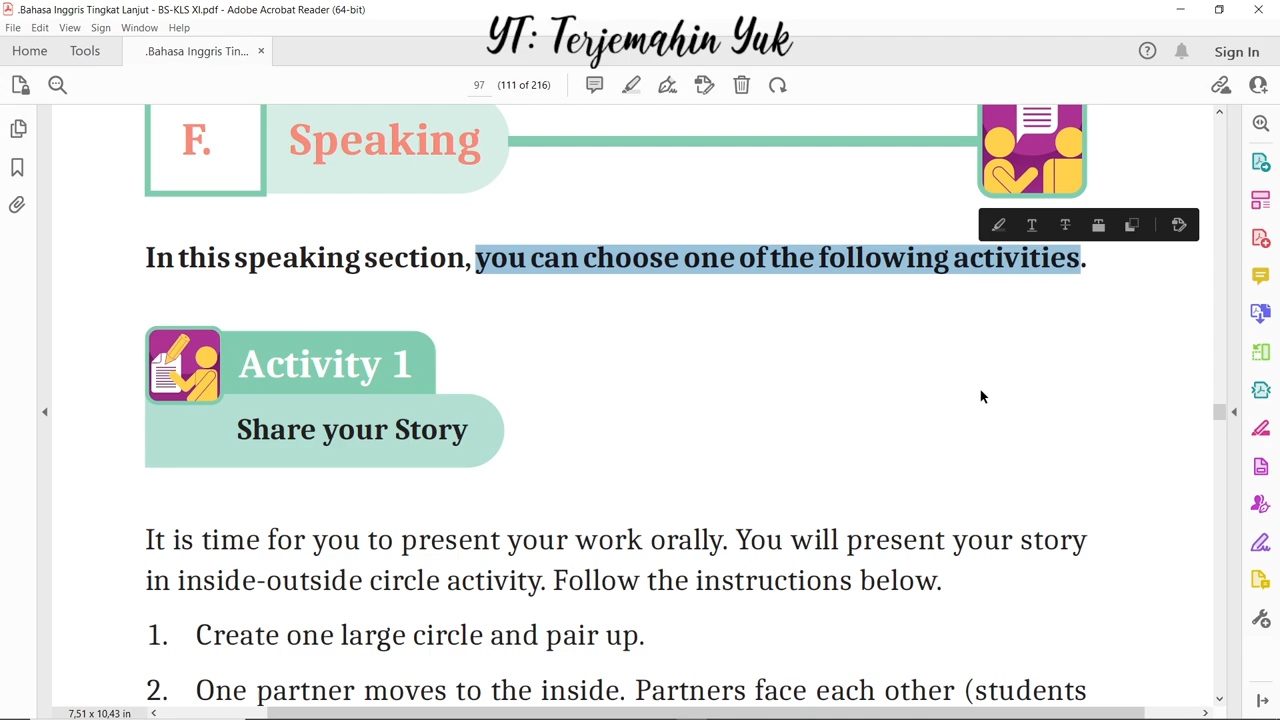 .Bahasa Inggris Tingkat Lanjut - BS-KLS XI.pdf - Adobe Acrobat Reader (64-bit)
YT: Terjemahin Yuk
File Edit View Sign Window Help
Home Tools .Bahasa Inggris Tin... × Sign In
97 (111 of 216)
F. Speaking
In this speaking section, you can choose one of the following activities.
Activity 1
Share your Story
It is time for you to present your work orally. You will present your story
in inside-outside circle activity. Follow the instructions below.
1. Create one large circle and pair up.
2. One partner moves to the inside. Partners face each other (students
7,51 x 10,43 in